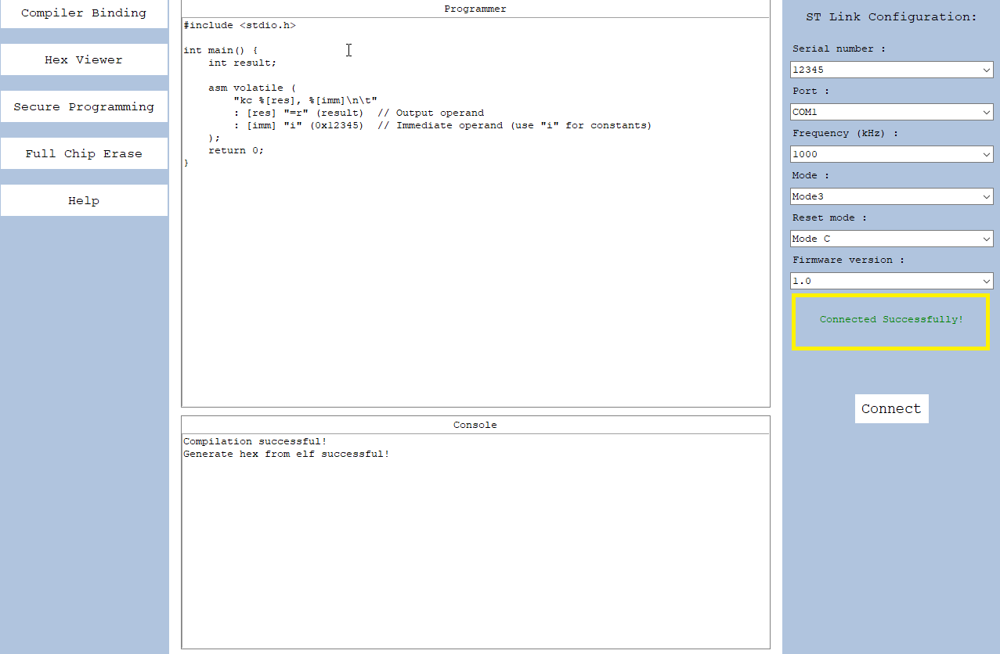 Compiler Binding
Hex Viewer
Secure Programming
Full Chip Erase
Help
Programmer
#include <stdio.h>
int main() {
    int result;
    asm volatile (
        "kc %[res], %[imm]\n\t"
        : [res] "=r" (result)  // Output operand
        : [imm] "i" (0x12345)  // Immediate operand (use "i" for constants)
    );
    return 0;
}
Console
Compilation successful!
Generate hex from elf successful!
ST Link Configuration:
Serial number :
12345
Port :
COM1
Frequency (kHz) :
1000
Mode :
Mode3
Reset mode :
Mode C
Firmware version :
1.0
Connected Successfully!
Connect